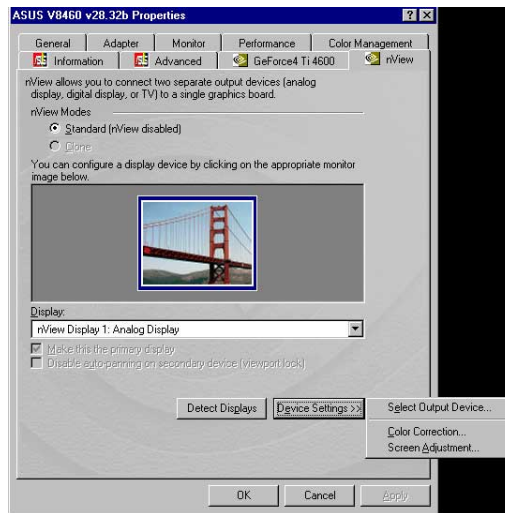 ASUS V8460 v28.32b Properties
General Adapter Monitor Performance Color Management
Information Advanced GeForce4 Ti 4600 nView
nView allows you to connect two separate output devices (analog
display, digital display, or TV) to a single graphics board.
nView Modes
Standard (nView disabled)
Clone
You can configure a display device by clicking on the appropriate monitor
image below.
Display:
nView Display 1: Analog Display
Make this the primary display
Disable auto-panning on secondary device (viewport lock)
Detect Displays Device Settings >> Select Output Device...
Color Correction...
Screen Adjustment...
OK Cancel Apply